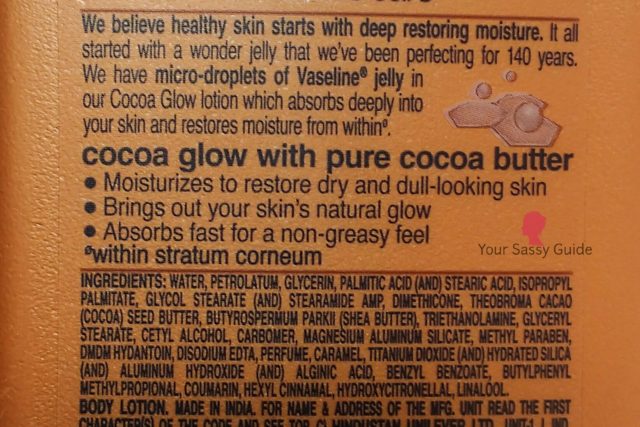 We believe healthy skin starts with deep restoring moisture. It all
started with a wonder jelly that we've been perfecting for 140 years.
We have micro-droplets of Vaseline® jelly in
our Cocoa Glow lotion which absorbs deeply into
your skin and restores moisture from withinø.
cocoa glow with pure cocoa butter
● Moisturizes to restore dry and dull-looking skin
● Brings out your skin's natural glow
● Absorbs fast for a non-greasy feel
øwithin stratum corneum
Your Sassy Guide
INGREDIENTS: WATER, PETROLATUM, GLYCERIN, PALMITIC ACID (AND) STEARIC ACID, ISOPROPYL
PALMITATE, GLYCOL STEARATE (AND) STEARAMIDE AMP, DIMETHICONE, THEOBROMA CACAO
(COCOA) SEED BUTTER, BUTYROSPERMUM PARKII (SHEA BUTTER), TRIETHANOLAMINE, GLYCERYL
STEARATE, CETYL ALCOHOL, CARBOMER, MAGNESIUM ALUMINUM SILICATE, METHYL PARABEN,
DMDM HYDANTOIN, DISODIUM EDTA, PERFUME, CARAMEL, TITANIUM DIOXIDE (AND) HYDRATED SILICA
(AND) ALUMINUM HYDROXIDE (AND) ALGINIC ACID, BENZYL BENZOATE, BUTYLPHENYL
METHYLPROPIONAL, COUMARIN, HEXYL CINNAMAL, HYDROXYCITRONELLAL, LINALOOL.
BODY LOTION. MADE IN INDIA. FOR NAME & ADDRESS OF THE MFG. UNIT READ THE FIRST
CHARACTER(S) OF THE CODE AND SEE